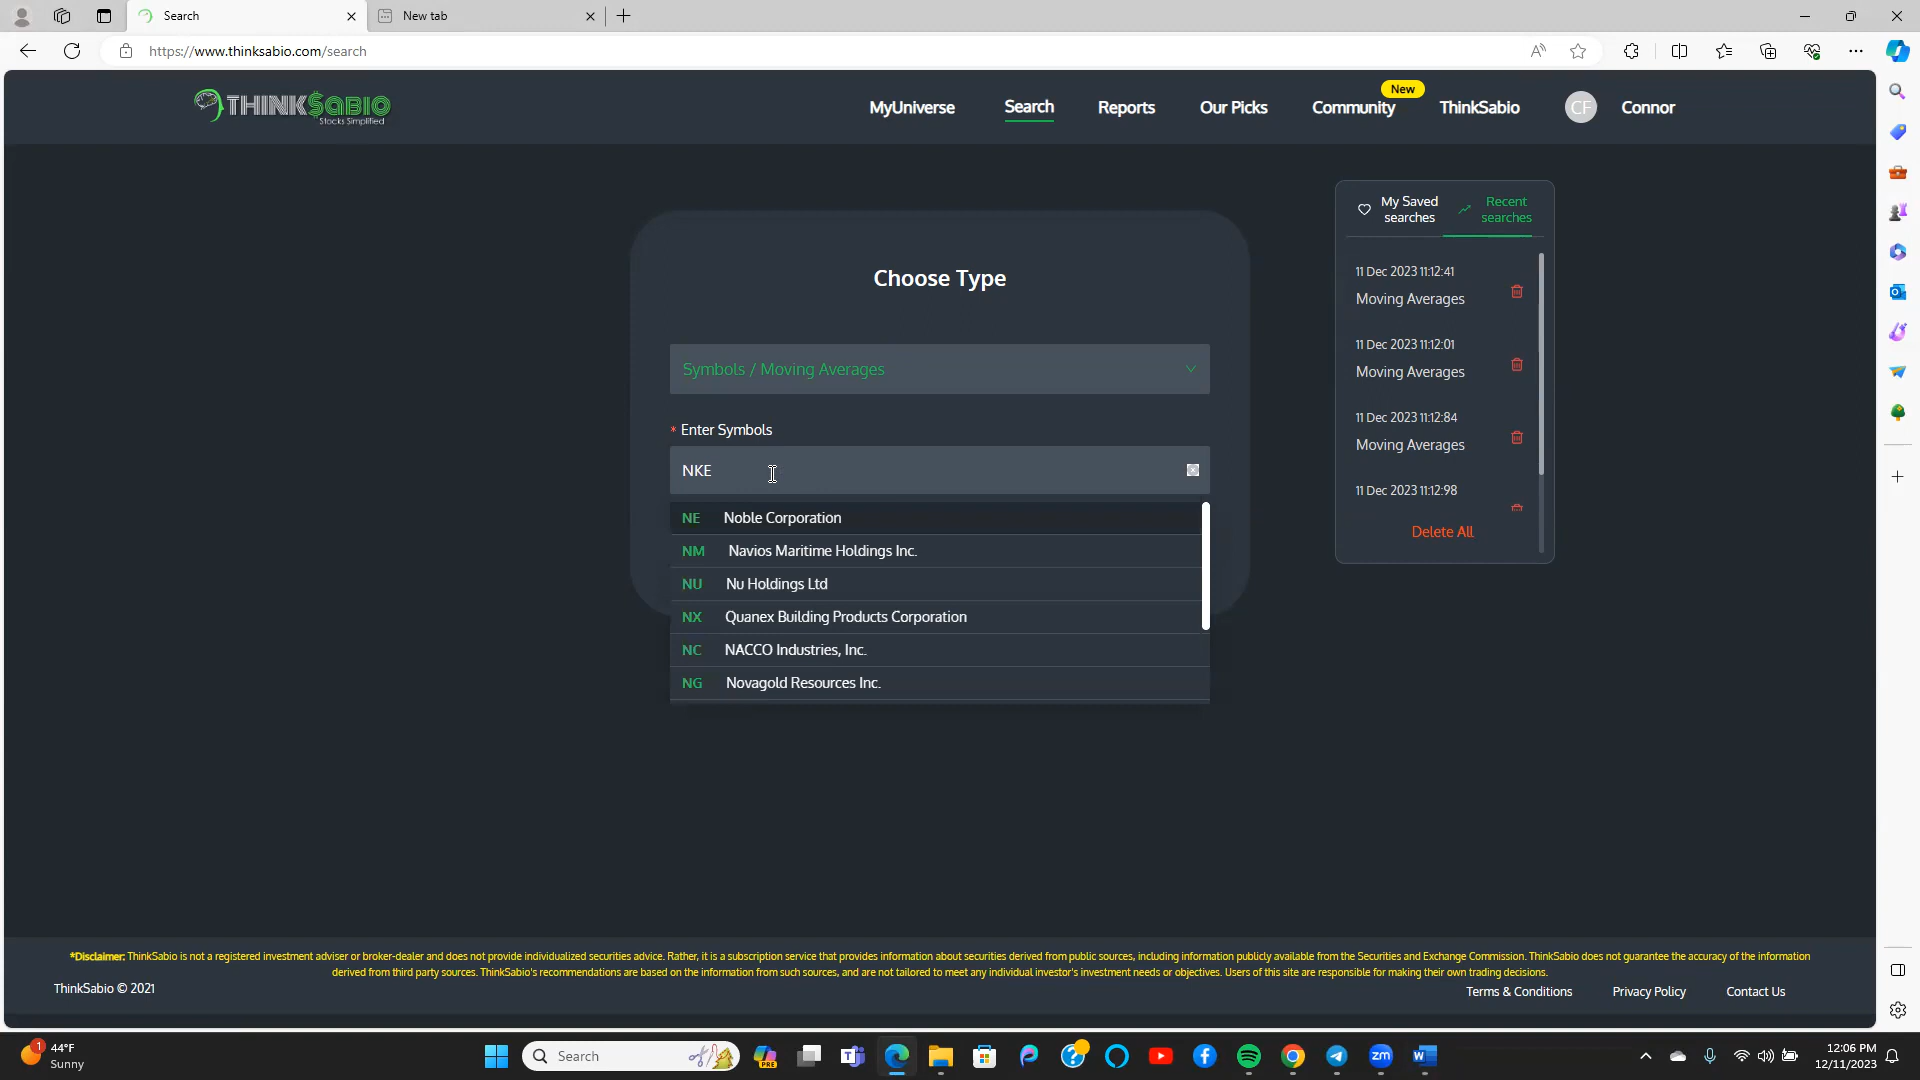 Search
New tab
https://www.thinksabio.com/search
THINK$ABIO
Stocks Simplified
MyUniverse
Search
Reports
Our Picks
Community
New
ThinkSabio
CF
Connor
Choose Type
Symbols / Moving Averages
* Enter Symbols
NKE
NE Noble Corporation
NM Navios Maritime Holdings Inc.
NU Nu Holdings Ltd
NX Quanex Building Products Corporation
NC NACCO Industries, Inc.
NG Novagold Resources Inc.
My Saved
searches
Recent
searches
11 Dec 2023 11:12:41
Moving Averages
11 Dec 2023 11:12:01
Moving Averages
11 Dec 2023 11:12:84
Moving Averages
11 Dec 2023 11:12:98
Delete All
*Disclaimer: ThinkSabio is not a registered investment adviser or broker-dealer and does not provide individualized securities advice. Rather, it is a subscription service that provides information about securities derived from public sources, including information publicly available from the Securities and Exchange Commission. ThinkSabio does not guarantee the accuracy of the information
derived from third party sources. ThinkSabio's recommendations are based on the information from such sources, and are not tailored to meet any individual investor's investment needs or objectives. Users of this site are responsible for making their own trading decisions.
ThinkSabio © 2021
Terms & Conditions
Privacy Policy
Contact Us
1
44°F
Sunny
Search
PRE
zm
12:06 PM
12/11/2023